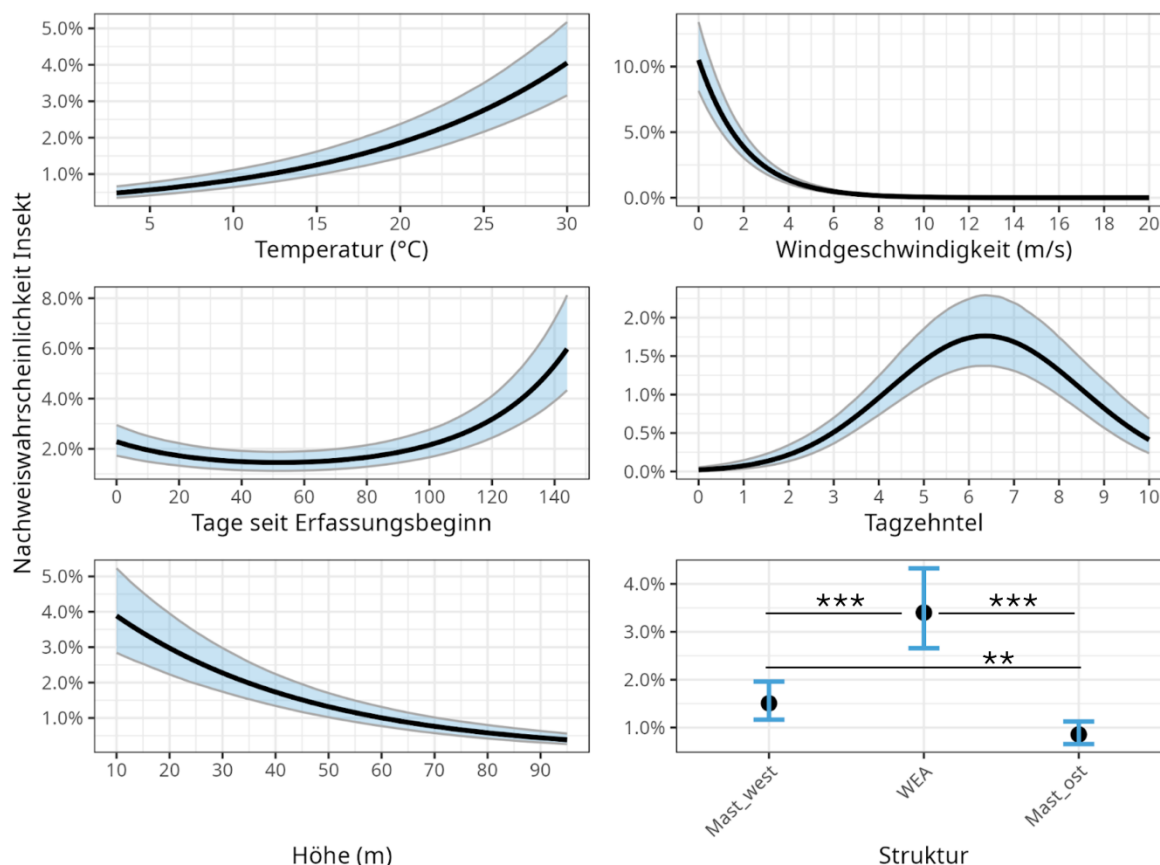 Nachweiswahrscheinlichkeit Insekt
5.0%
4.0%
3.0%
2.0%
1.0%
5 10 15 20 25 30
Temperatur (°C)
10.0%
5.0%
0.0%
0 2 4 6 8 10 12 14 16 18 20
Windgeschwindigkeit (m/s)
8.0%
6.0%
4.0%
2.0%
0 20 40 60 80 100 120 140
Tage seit Erfassungsbeginn
2.0%
1.5%
1.0%
0.5%
0.0%
0 1 2 3 4 5 6 7 8 9 10
Tagzehntel
5.0%
4.0%
3.0%
2.0%
1.0%
10 20 30 40 50 60 70 80 90
Höhe (m)
4.0%
3.0%
2.0%
1.0%
*** ***
**
Mast_west WEA Mast_ost
Struktur